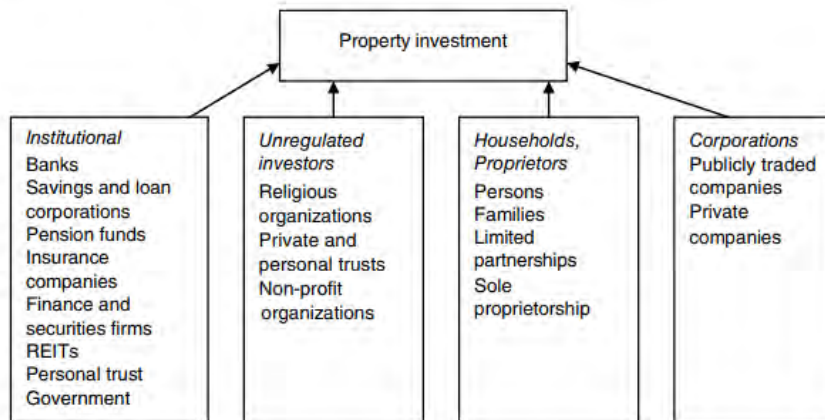 Property investment
Institutional
Banks
Savings and loan
corporations
Pension funds
Insurance
companies
Finance and
securities firms
REITs
Personal trust
Government
Unregulated
investors
Religious
organizations
Private and
personal trusts
Non-profit
organizations
Households,
Proprietors
Persons
Families
Limited
partnerships
Sole
proprietorship
Corporations
Publicly traded
companies
Private
companies